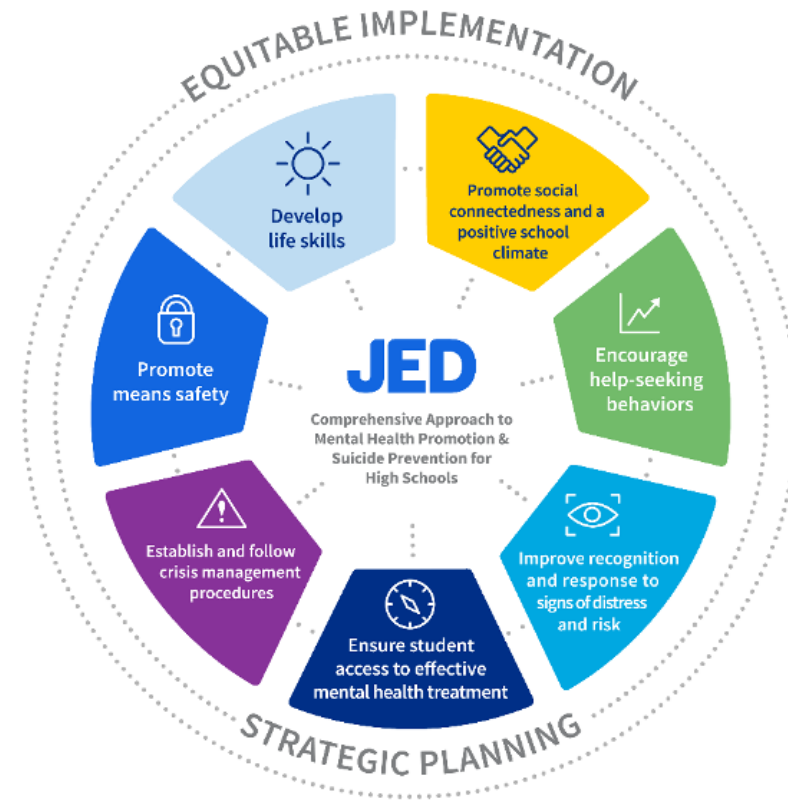 EQUITABLE IMPLEMENTATION
Develop
life skills
Promote social
connectedness and a
positive school
climate
Promote
means safety
Encourage
help-seeking
behaviors
JED
Comprehensive Approach to
Mental Health Promotion &
Suicide Prevention for
High Schools
Establish and follow
crisis management
procedures
Improve recognition
and response to
signs of distress
and risk
Ensure student
access to effective
mental health treatment
STRATEGIC PLANNING